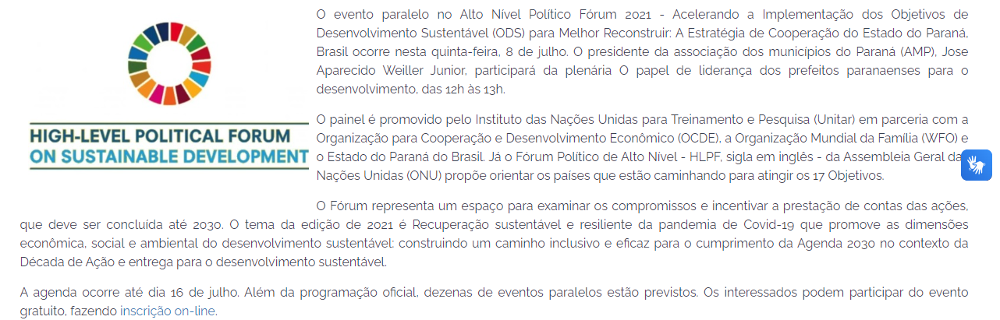 O evento paralelo no Alto Nível Político Fórum 2021 - Acelerando a Implementação dos Objetivos de
Desenvolvimento Sustentável (ODS) para Melhor Reconstruir: A Estratégia de Cooperação do Estado do Paraná,
Brasil ocorre nesta quinta-feira, 8 de julho. O presidente da associação dos municípios do Paraná (AMP), Jose
Aparecido Weiller Junior, participará da plenária O papel de liderança dos prefeitos paranaenses para o
desenvolvimento, das 12h às 13h.
HIGH-LEVEL POLITICAL FORUM
ON SUSTAINABLE DEVELOPMENT
O painel é promovido pelo Instituto das Nações Unidas para Treinamento e Pesquisa (Unitar) em parceria com a
Organização para Cooperação e Desenvolvimento Econômico (OCDE), a Organização Mundial da Família (WFO) e
o Estado do Paraná do Brasil. Já o Fórum Político de Alto Nível - HLPF, sigla em inglês - da Assembleia Geral da
Nações Unidas (ONU) propõe orientar os países que estão caminhando para atingir os 17 Objetivos.
O Fórum representa um espaço para examinar os compromissos e incentivar a prestação de contas das ações,
que deve ser concluída até 2030. O tema da edição de 2021 é Recuperação sustentável e resiliente da pandemia de Covid-19 que promove as dimensões
econômica, social e ambiental do desenvolvimento sustentável: construindo um caminho inclusivo e eficaz para o cumprimento da Agenda 2030 no contexto da
Década de Ação e entrega para o desenvolvimento sustentável.
A agenda ocorre até dia 16 de julho. Além da programação oficial, dezenas de eventos paralelos estão previstos. Os interessados podem participar do evento
gratuito, fazendo inscrição on-line.